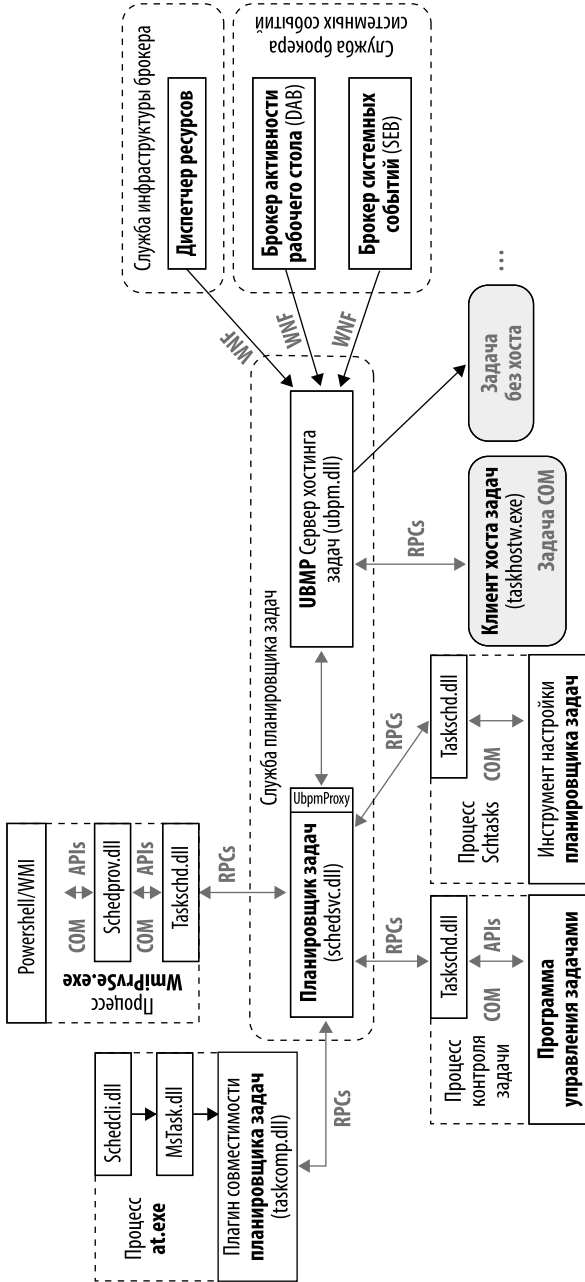 Процесс
at.exe
Schedcli.dll
MsTask.dll
Плагин совместимости
планировщика задач
(taskcomp.dll)
RPCs
Powershell/WMI
COM
APIs
Schedprov.dll
COM
APIs
Taskschd.dll
Процесс
WmiPrvSe.exe
RPCs
Служба планировщика задач
Планировщик задач
(schedsvc.dll)
UbpmProxy
UBMP Сервер хостинга
задач (ubpm.dll)
WNF
WNF
WNF
Служба инфраструктуры брокера
Диспетчер ресурсов
Брокер активности
рабочего стола (DAB)
Брокер системных
событий (SEB)
Служба брокера
системных событий
RPCs
Процесс
контроля
задачи
Taskschd.dll
COM
APIs
Программа
управления задачами
RPCs
Процесс
Schtasks
Taskschd.dll
COM
Инструмент настройки
планировщика задач
RPCs
Клиент хоста задач
(taskhostw.exe)
Задача COM
Задача
без хоста
...